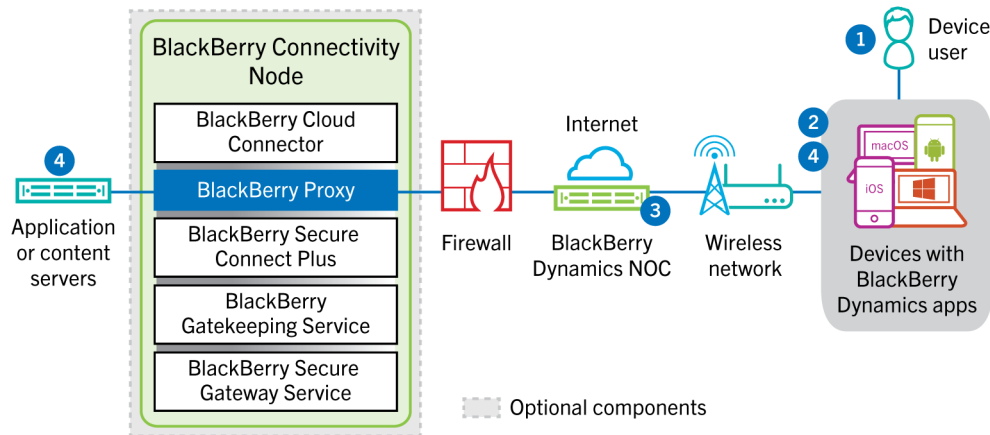 BlackBerry Connectivity
Node
BlackBerry Cloud
Connector
BlackBerry Proxy
BlackBerry Secure
Connect Plus
BlackBerry
Gatekeeping Service
BlackBerry Secure
Gateway Service
4
Application
or content
servers
Firewall
Internet
3
BlackBerry
Dynamics NOC
Wireless
network
1
Device
user
2
4
macOS
iOS
Devices with
BlackBerry
Dynamics apps
Optional components